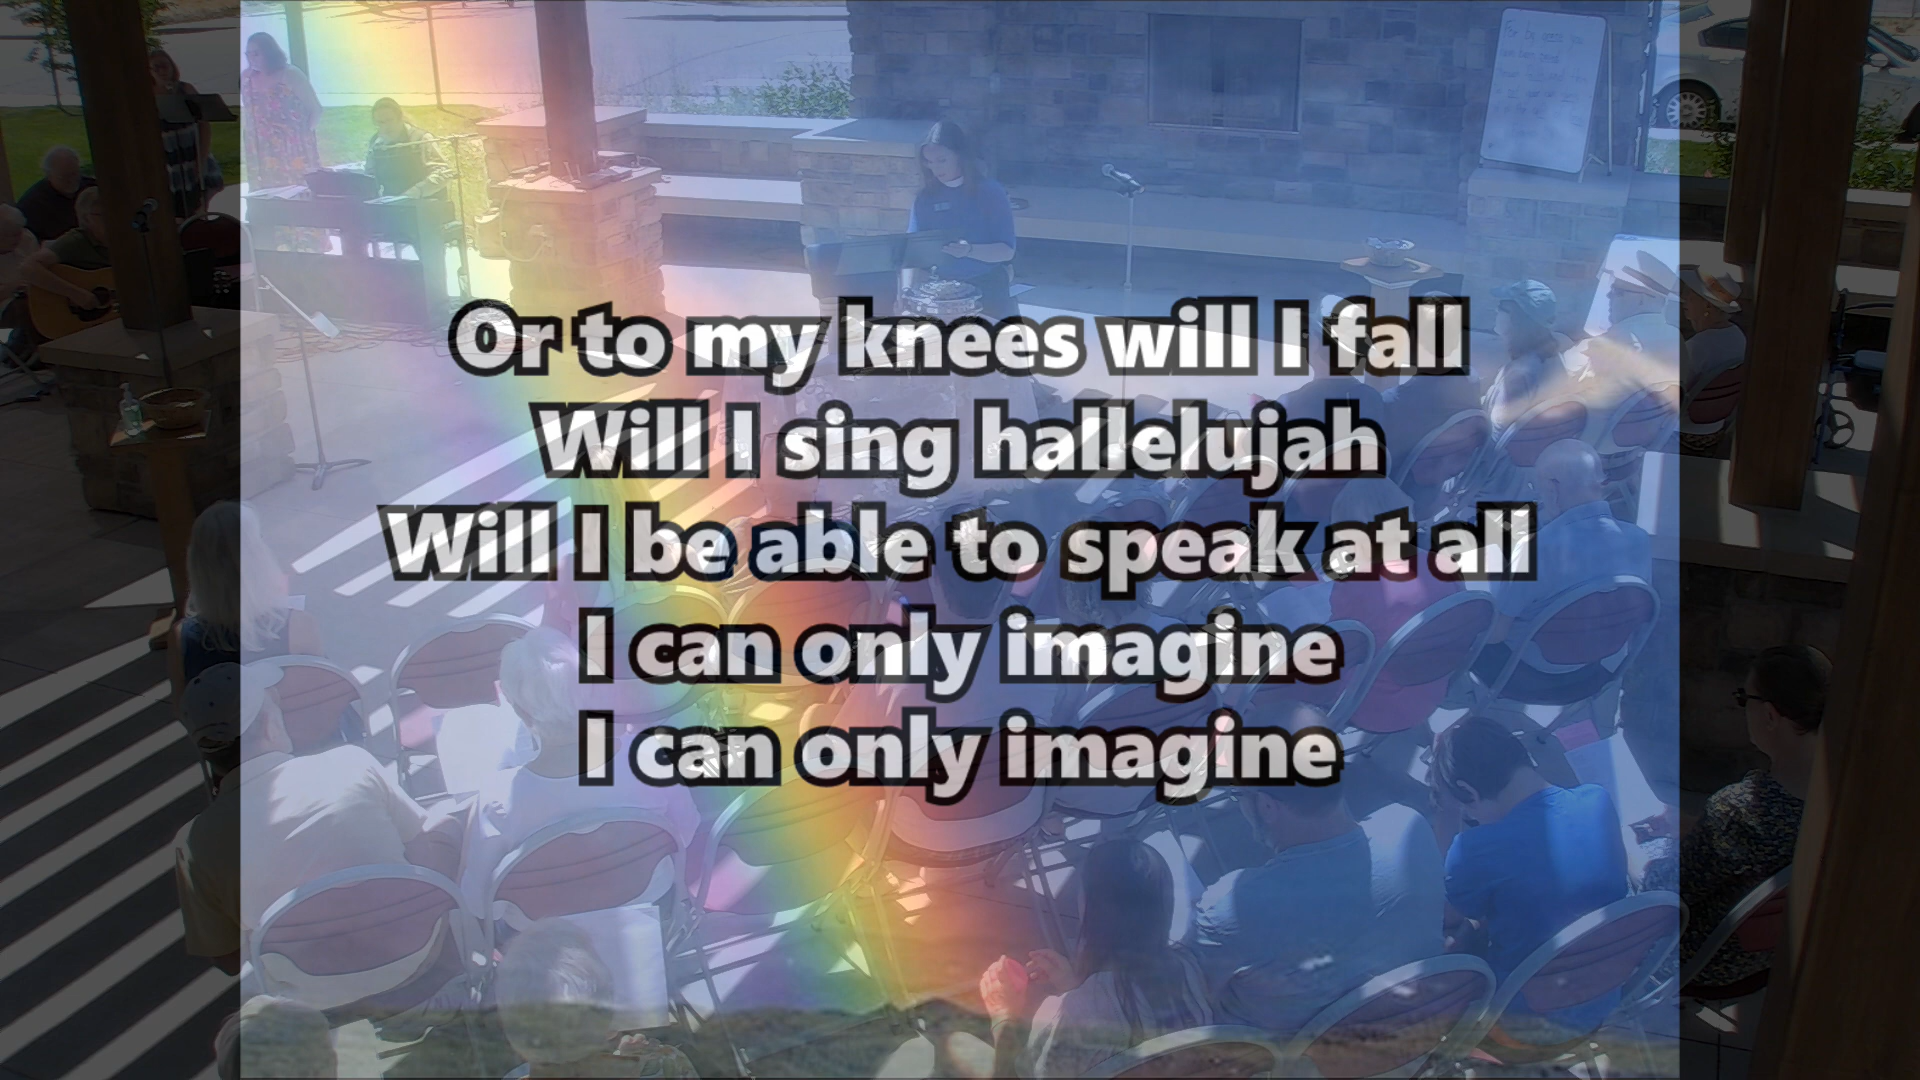 Or to my knees will I fall
Will I sing hallelujah
Will I be able to speak at all
I can only imagine
I can only imagine